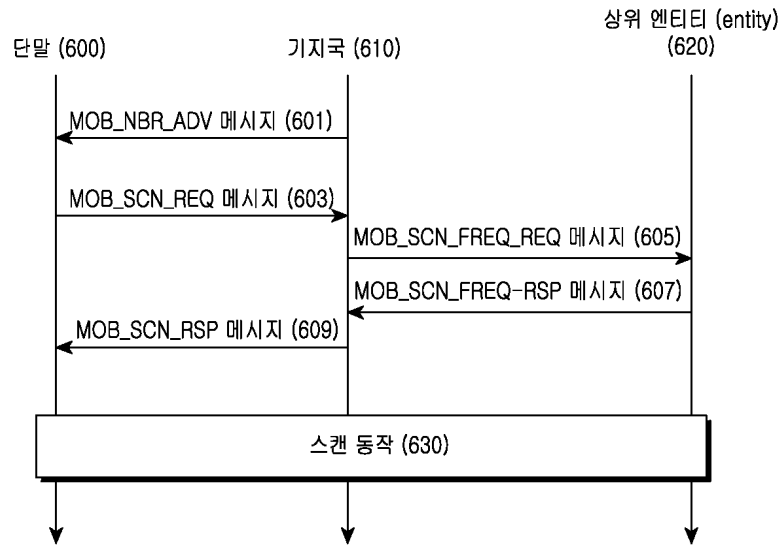 상위 엔티티 (entity)
단말 (600)
기지국 (610)
(620)
MOB_NBR_ADV 메시지 (601)
MOB_SCN_REQ 메시지 (603)
MOB_SCN_FREQ_REQ 메시지 (605)
MOB_SCN_FREQ-RSP 메시지 (607)
MOB_SCN_RSP 메시지 (609)
스캔 동작 (630)